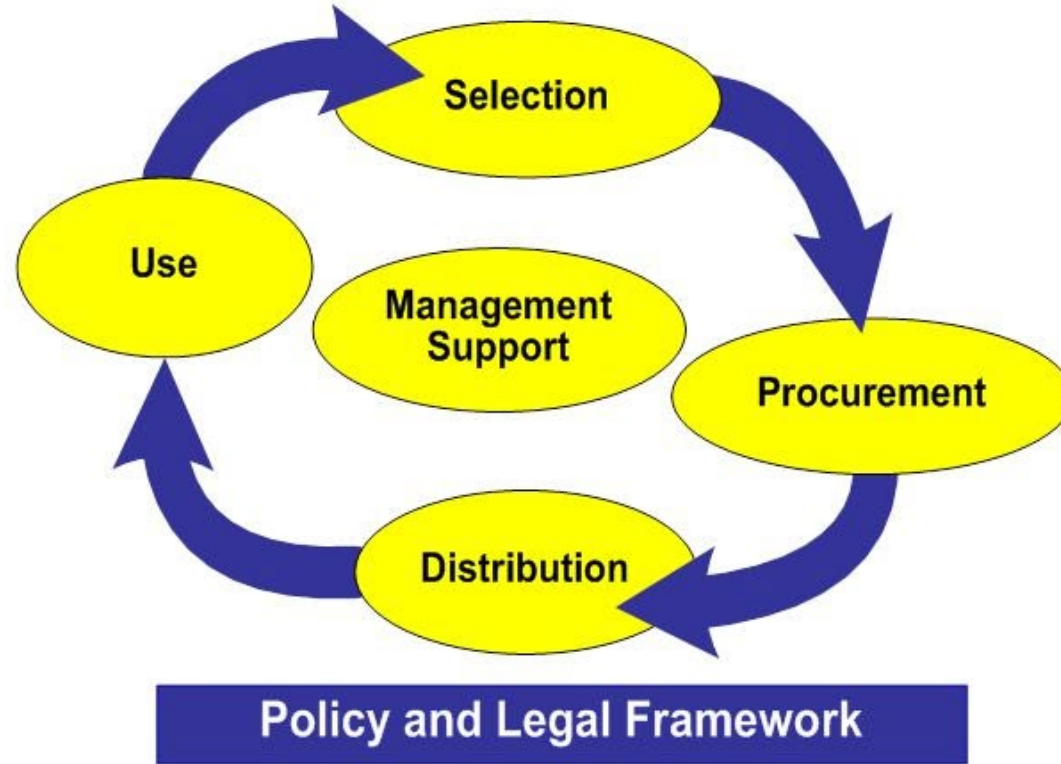 Selection
Use
Management
Support
Procurement
Distribution
Policy and Legal Framework